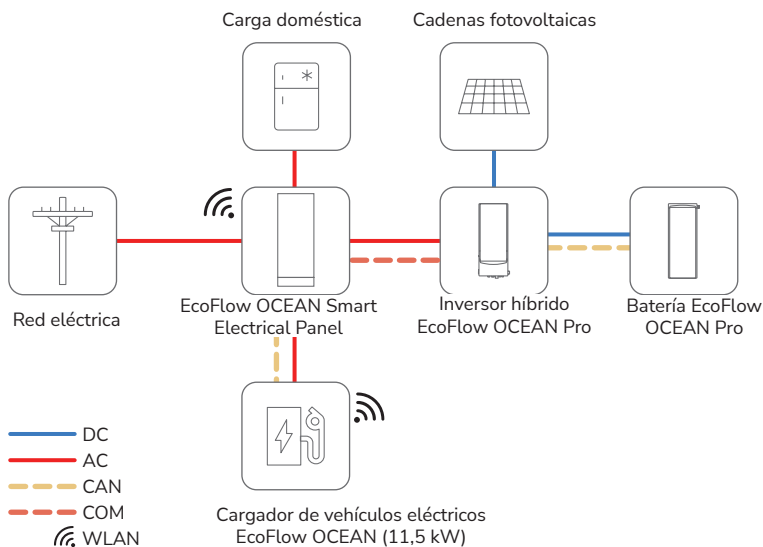 Carga doméstica
Cadenas fotovoltaicas
Red eléctrica
EcoFlow OCEAN Smart
Electrical Panel
Inversor híbrido
EcoFlow OCEAN Pro
Batería EcoFlow
OCEAN Pro
DC
AC
CAN
COM
WLAN
Cargador de vehículos eléctricos
EcoFlow OCEAN (11,5 kW)